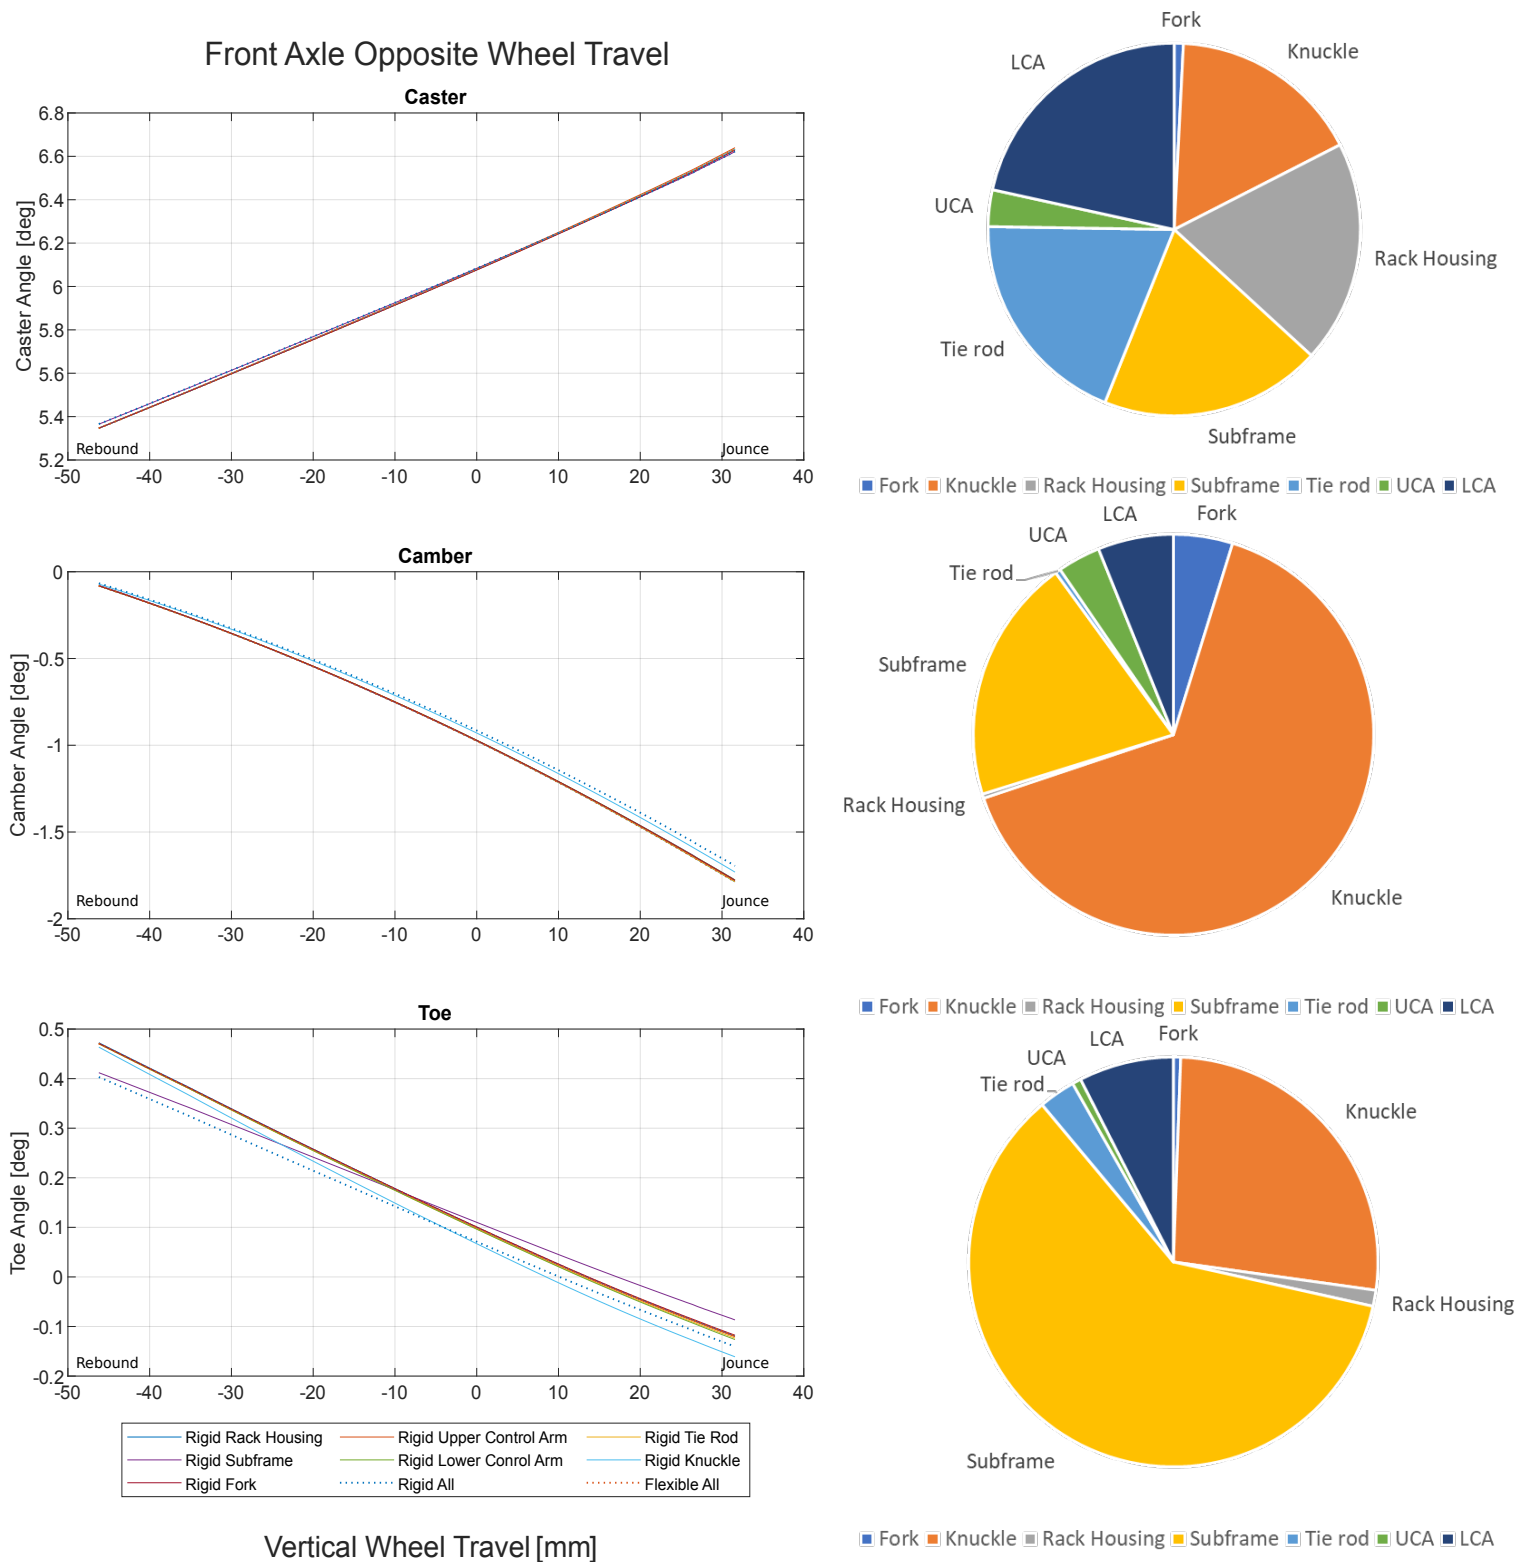 Front Axle Opposite Wheel Travel
Caster
6.8
6.6
6.4
6.2
6
5.8
5.6
5.4
5.2
Caster Angle [deg]
Rebound
Jounce
-50 -40 -30 -20 -10 0 10 20 30 40
Fork
Knuckle
LCA
UCA
Rack Housing
Tie rod
Subframe
Fork Knuckle Rack Housing Subframe Tie rod UCA LCA
Camber
0
-0.5
-1
-1.5
-2
Camber Angle [deg]
Rebound
Jounce
-50 -40 -30 -20 -10 0 10 20 30 40
LCA
Fork
UCA
Tie rod
Subframe
Rack Housing
Knuckle
Fork Knuckle Rack Housing Subframe Tie rod UCA LCA
Toe
0.5
0.4
0.3
0.2
0.1
0
-0.1
-0.2
Toe Angle [deg]
Rebound
Jounce
-50 -40 -30 -20 -10 0 10 20 30 40
Fork
LCA
UCA
Tie rod
Knuckle
Rack Housing
Subframe
Rigid Rack Housing Rigid Upper Control Arm Rigid Tie Rod
Rigid Subframe Rigid Lower Conrol Arm Rigid Knuckle
Rigid Fork Rigid All Flexible All
Vertical Wheel Travel [mm]
Fork Knuckle Rack Housing Subframe Tie rod UCA LCA